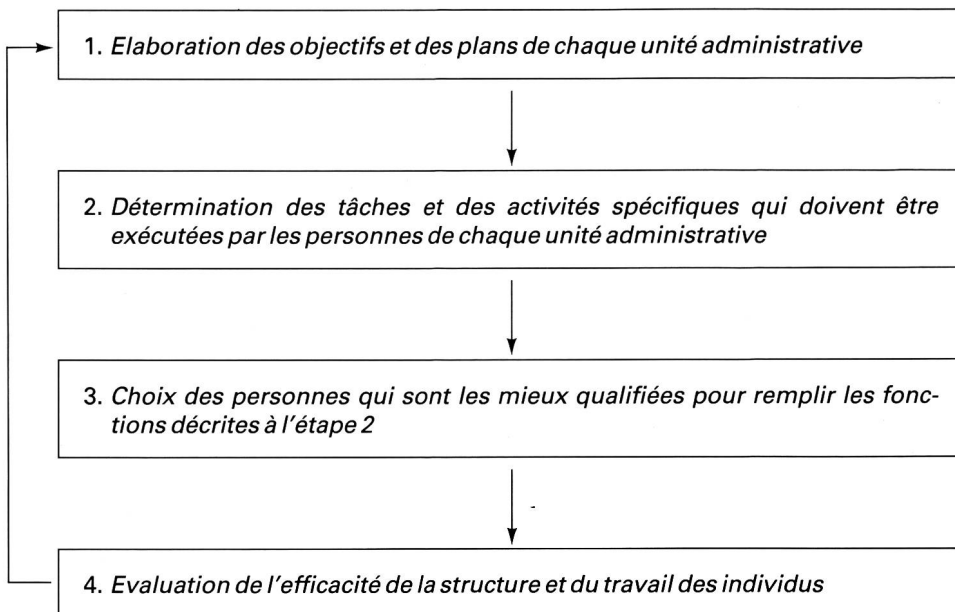 1. Elaboration des objectifs et des plans de chaque unité administrative
2. Détermination des tâches et des activités spécifiques qui doivent être
exécutées par les personnes de chaque unité administrative
3. Choix des personnes qui sont les mieux qualifiées pour remplir les fonc-
tions décrites à l'étape 2
4. Evaluation de l'efficacité de la structure et du travail des individus